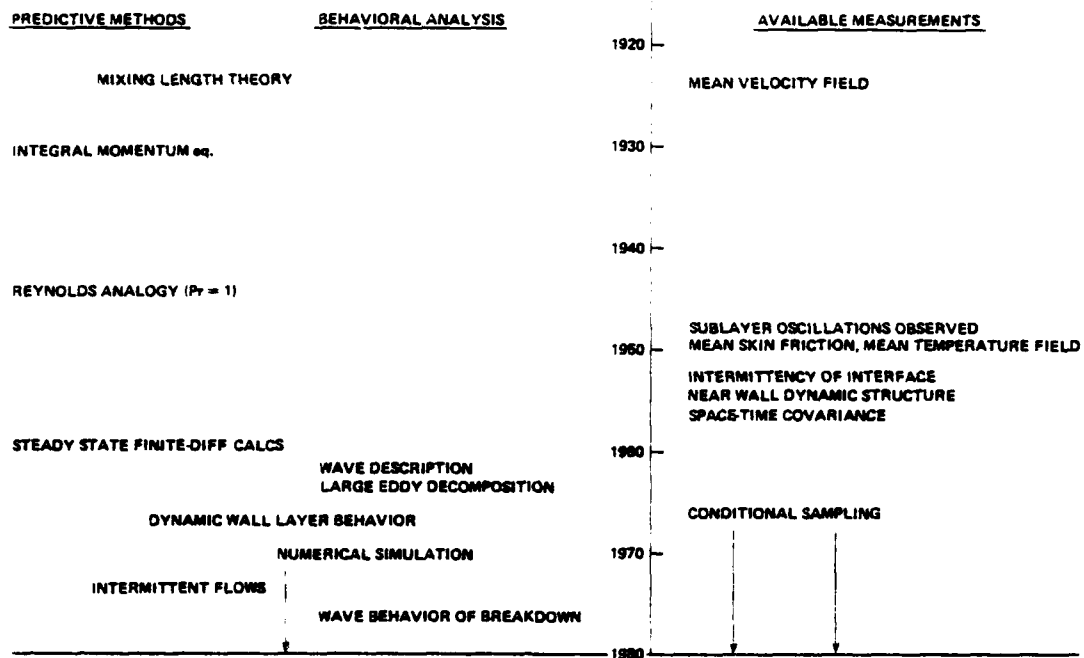 PREDICTIVE METHODS
BEHAVIORAL ANALYSIS
AVAILABLE MEASUREMENTS
1920
MIXING LENGTH THEORY
MEAN VELOCITY FIELD
INTEGRAL MOMENTUM eq.
1930
1940
REYNOLDS ANALOGY (Pr = 1)
SUBLAYER OSCILLATIONS OBSERVED
MEAN SKIN FRICTION, MEAN TEMPERATURE FIELD
1950
INTERMITTENCY OF INTERFACE
NEAR WALL DYNAMIC STRUCTURE
SPACE-TIME COVARIANCE
STEADY STATE FINITE-DIFF CALCS
1960
WAVE DESCRIPTION
LARGE EDDY DECOMPOSITION
DYNAMIC WALL LAYER BEHAVIOR
CONDITIONAL SAMPLING
NUMERICAL SIMULATION
1970
INTERMITTENT FLOWS
WAVE BEHAVIOR OF BREAKDOWN
1980